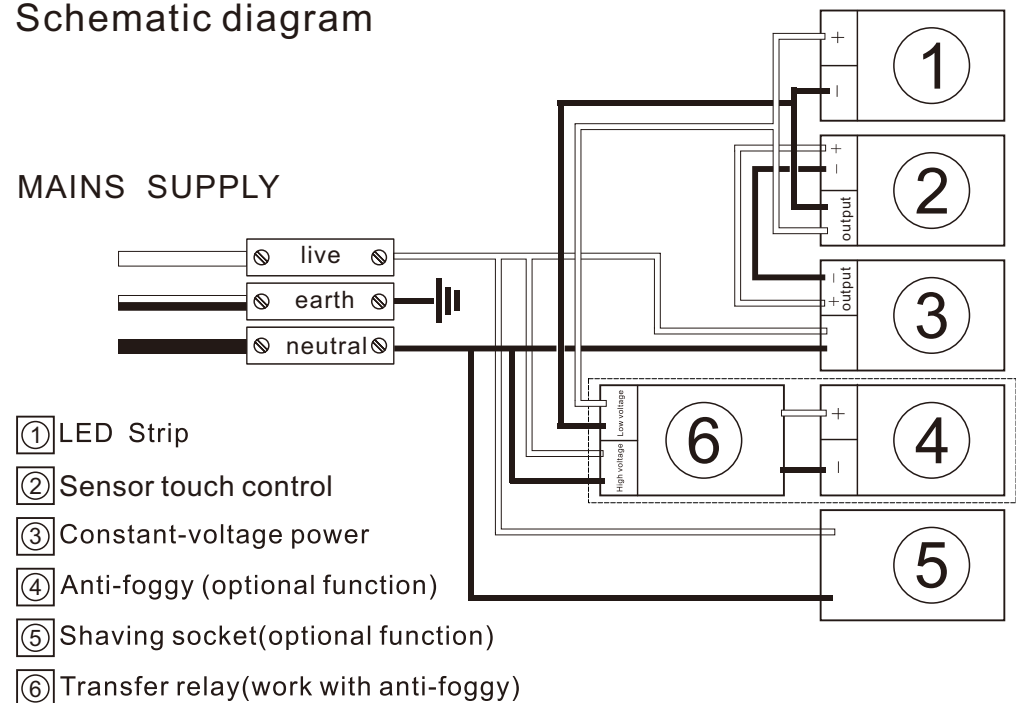 Schematic diagram
MAINS SUPPLY
live
earth
neutral
+
−
1
+
−
output
2
−
+
output
3
Low voltage
High voltage
6
+
−
4
5
① LED Strip
② Sensor touch control
③ Constant-voltage power
④ Anti-foggy (optional function)
⑤ Shaving socket(optional function)
⑥ Transfer relay(work with anti-foggy)